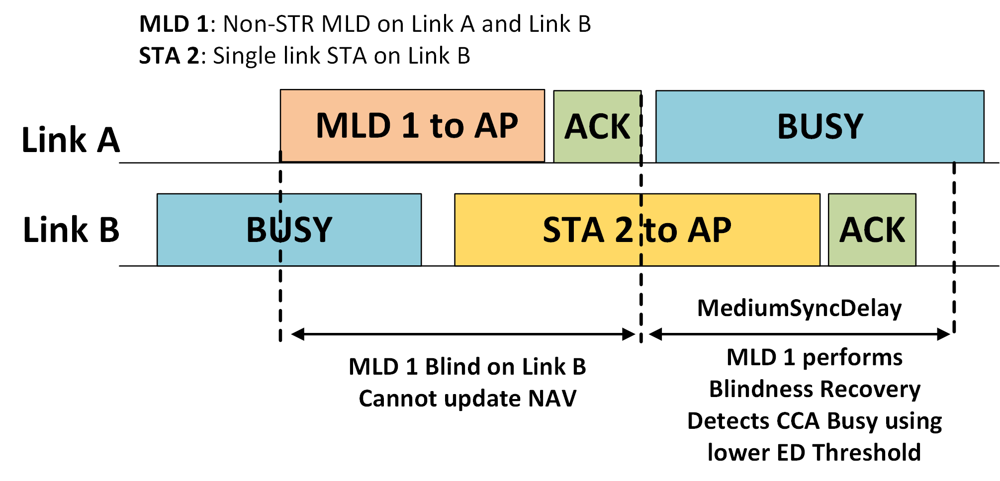 MLD 1: Non-STR MLD on Link A and Link B
STA 2: Single link STA on Link B
Link A
MLD 1 to AP
ACK
BUSY
Link B
BUSY
STA 2 to AP
ACK
MediumSyncDelay
MLD 1 Blind on Link B
Cannot update NAV
MLD 1 performs
Blindness Recovery
Detects CCA Busy using
lower ED Threshold